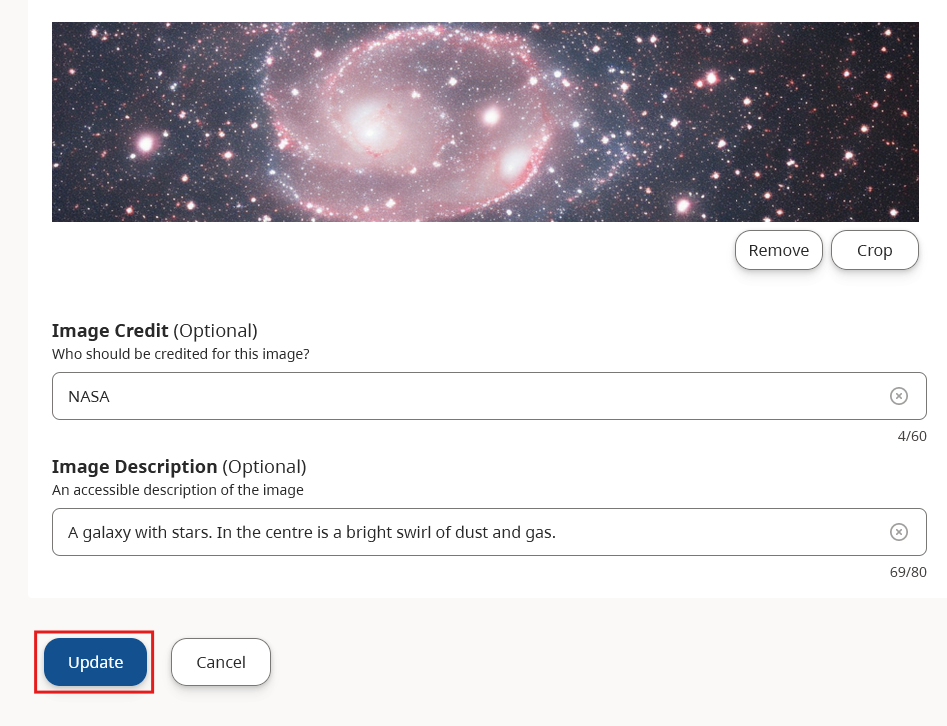 Remove Crop
Image Credit (Optional)
Who should be credited for this image?
NASA
4/60
Image Description (Optional)
An accessible description of the image
A galaxy with stars. In the centre is a bright swirl of dust and gas.
69/80
Update Cancel